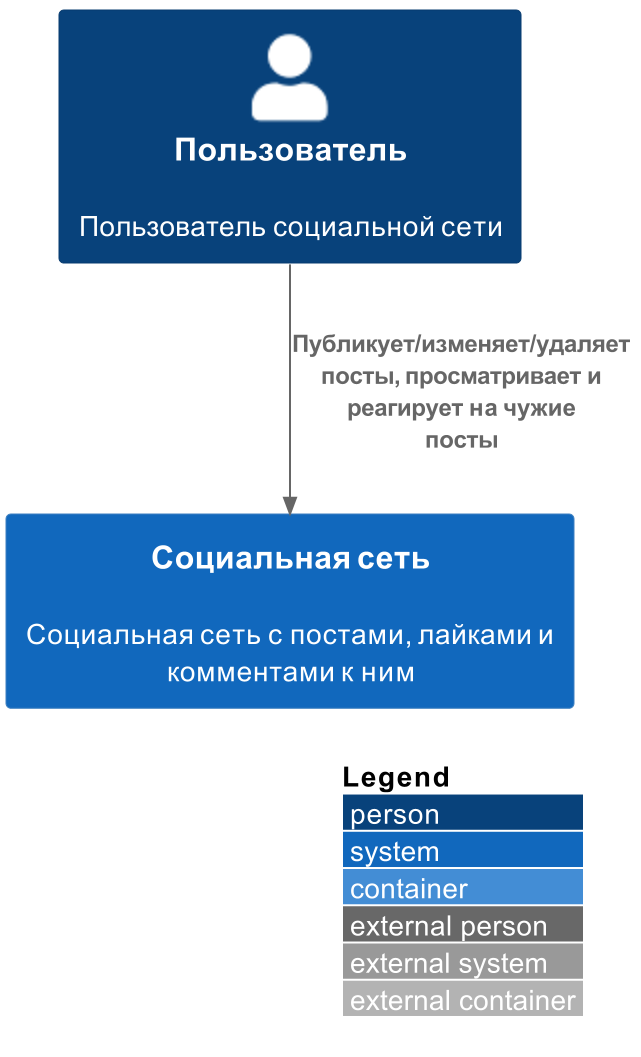 Пользователь
Пользователь социальной сети
Публикует/изменяет/удаляет
посты, просматривает и
реагирует на чужие
посты
Социальная сеть
Социальная сеть с постами, лайками и
комментами к ним
Legend
person
system
container
external person
external system
external container